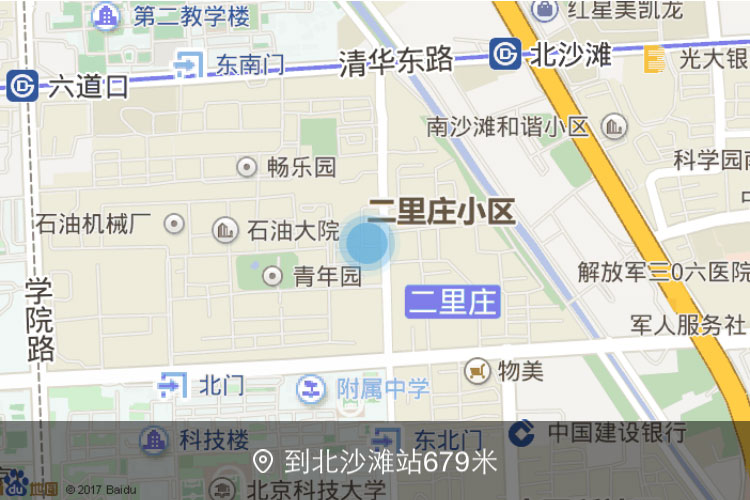 第二教学楼
红星美凯龙
东南门
清华东路
北沙滩
光大银
六道口
南沙滩和谐小区
畅乐园
科学园南
石油机械厂
石油大院
二里庄小区
青年园
解放军三0六医院
学院路
二里庄
军人服务社
北门
附属中学
物美
科技楼
东北门
中国建设银行
到北沙滩站679米
北京科技大学
Bai地图
© 2017 Baidu